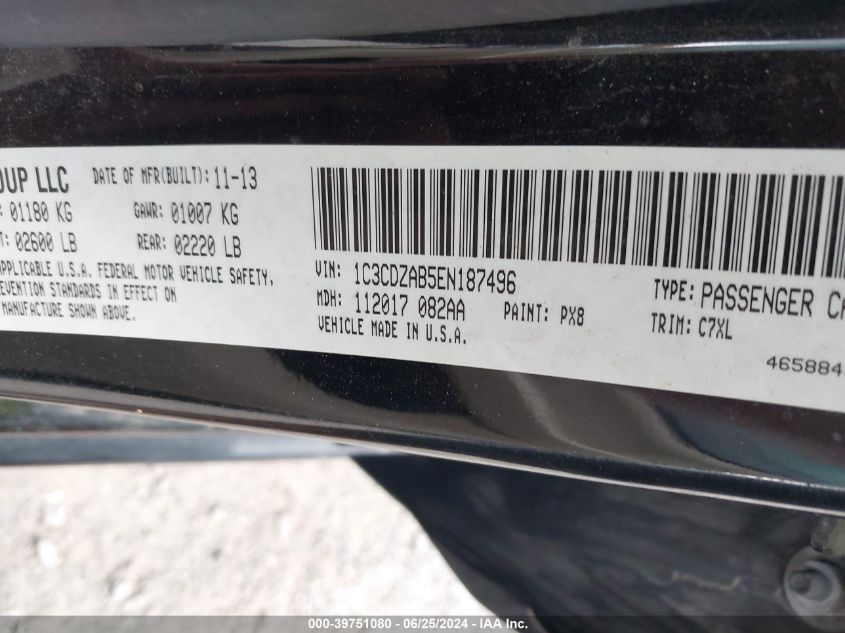 OUP LLC DATE OF MFR(BUILT): 11-13
: 01180 KG GAWR: 01007 KG
T: 02600 LB REAR: 02220 LB
APPLICABLE U.S.A. FEDERAL MOTOR VEHICLE SAFETY,
EVENTION STANDARDS IN EFFECT ON
MANUFACTURE SHOWN ABOVE.
VIN: 1C3CDZAB5EN187496 TYPE: PASSENGER CA
MDH: 112017 082AA PAINT: PX8 TRIM: C7XL
VEHICLE MADE IN U.S.A.
465884
000-39751080 - 06/25/2024 - IAA Inc.